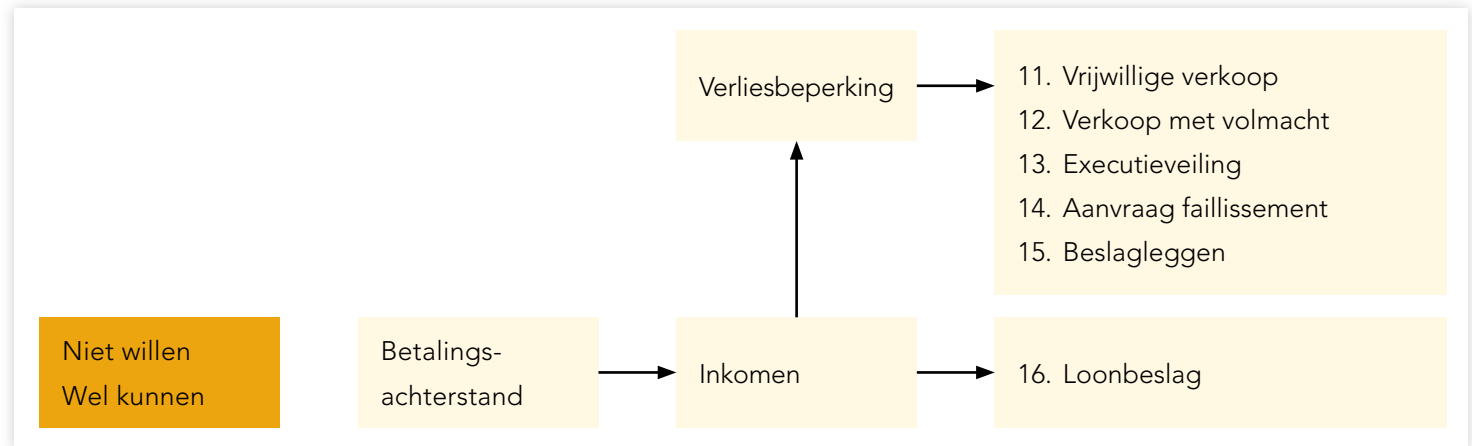 Verliesbeperking
11. Vrijwillige verkoop
12. Verkoop met volmacht
13. Executieveiling
14. Aanvraag faillissement
15. Beslagleggen
Niet willen
Wel kunnen
Betalings-
achterstand
Inkomen
16. Loonbeslag